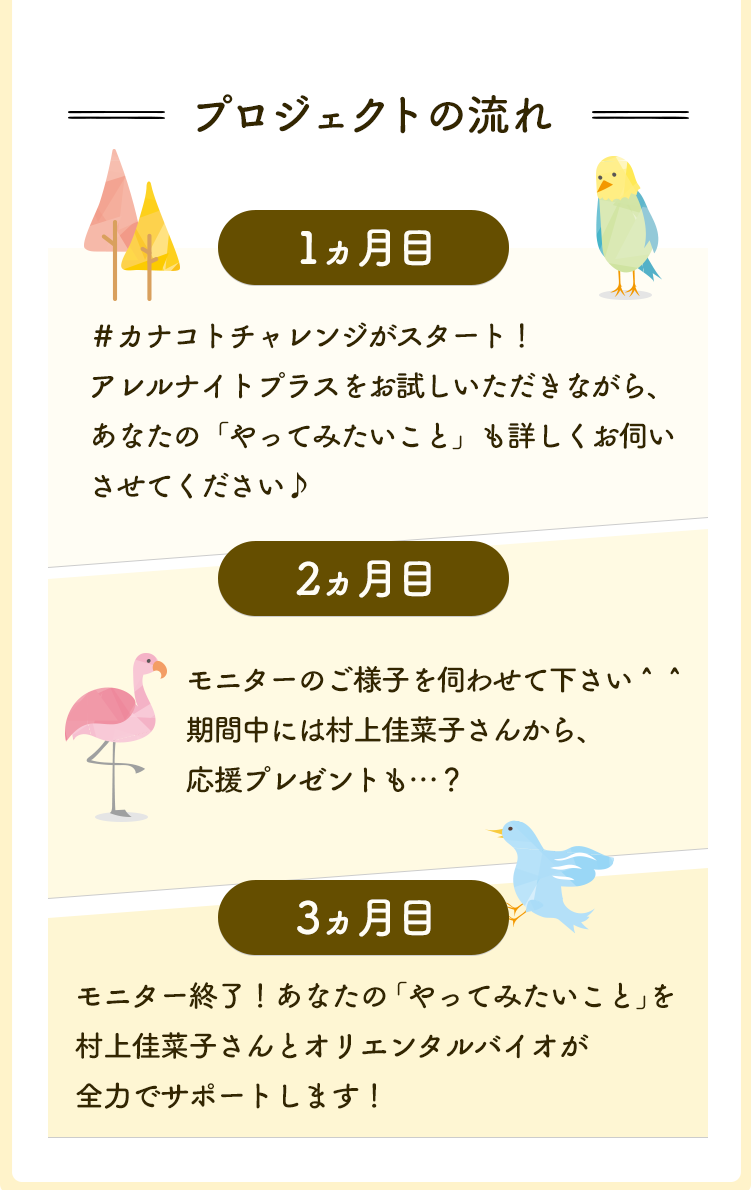 プロジェクトの流れ
1ヵ月目
＃カナコトチャレンジがスタート！
アレルナイトプラスをお試しいただきながら、
あなたの「やってみたいこと」も詳しくお伺い
させてください♪
2ヵ月目
モニターのご様子を伺わせて下さい＾＾
期間中には村上佳菜子さんから、
応援プレゼントも…？
3ヵ月目
モニター終了！あなたの「やってみたいこと」を
村上佳菜子さんとオリエンタルバイオが
全力でサポートします！